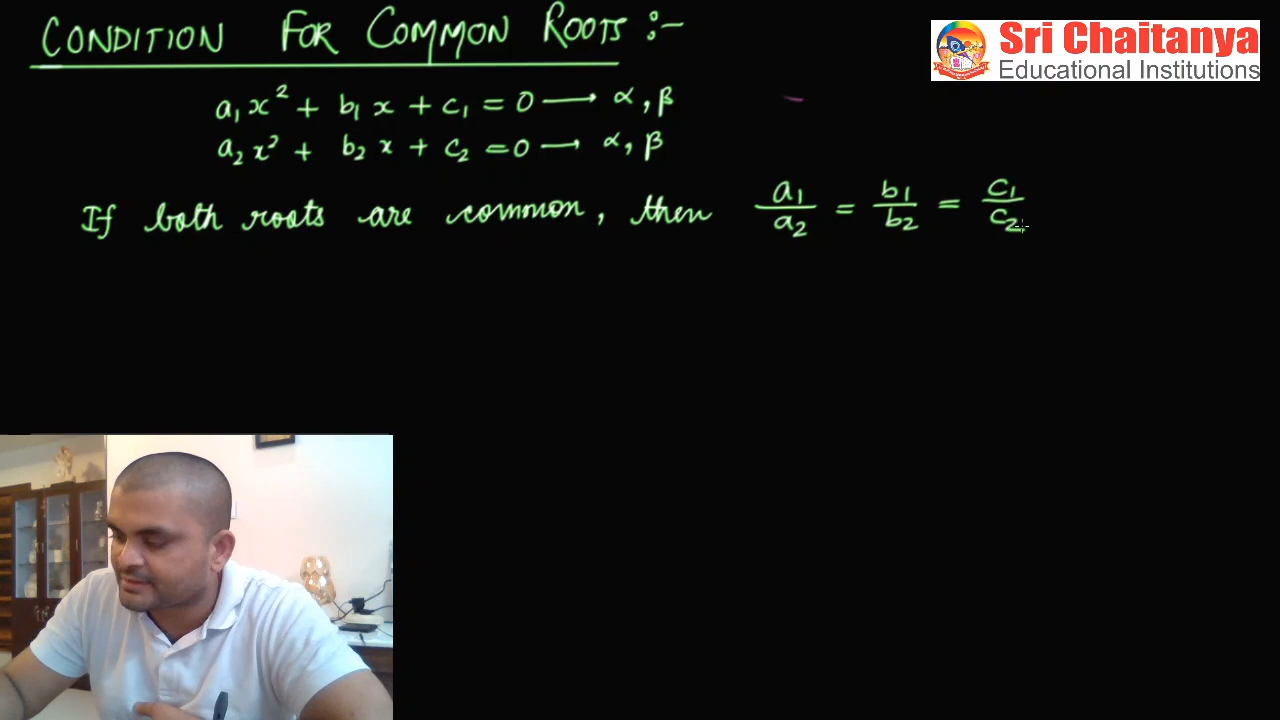 CONDITION FOR COMMON ROOTS :-
Sri Chaitanya
Educational Institutions
a₁x² + b₁x + c₁ = 0 → α, β
a₂x² + b₂x + c₂ = 0 → α, β
If both roots are common, then a₁/a₂ = b₁/b₂ = c₁/c₂